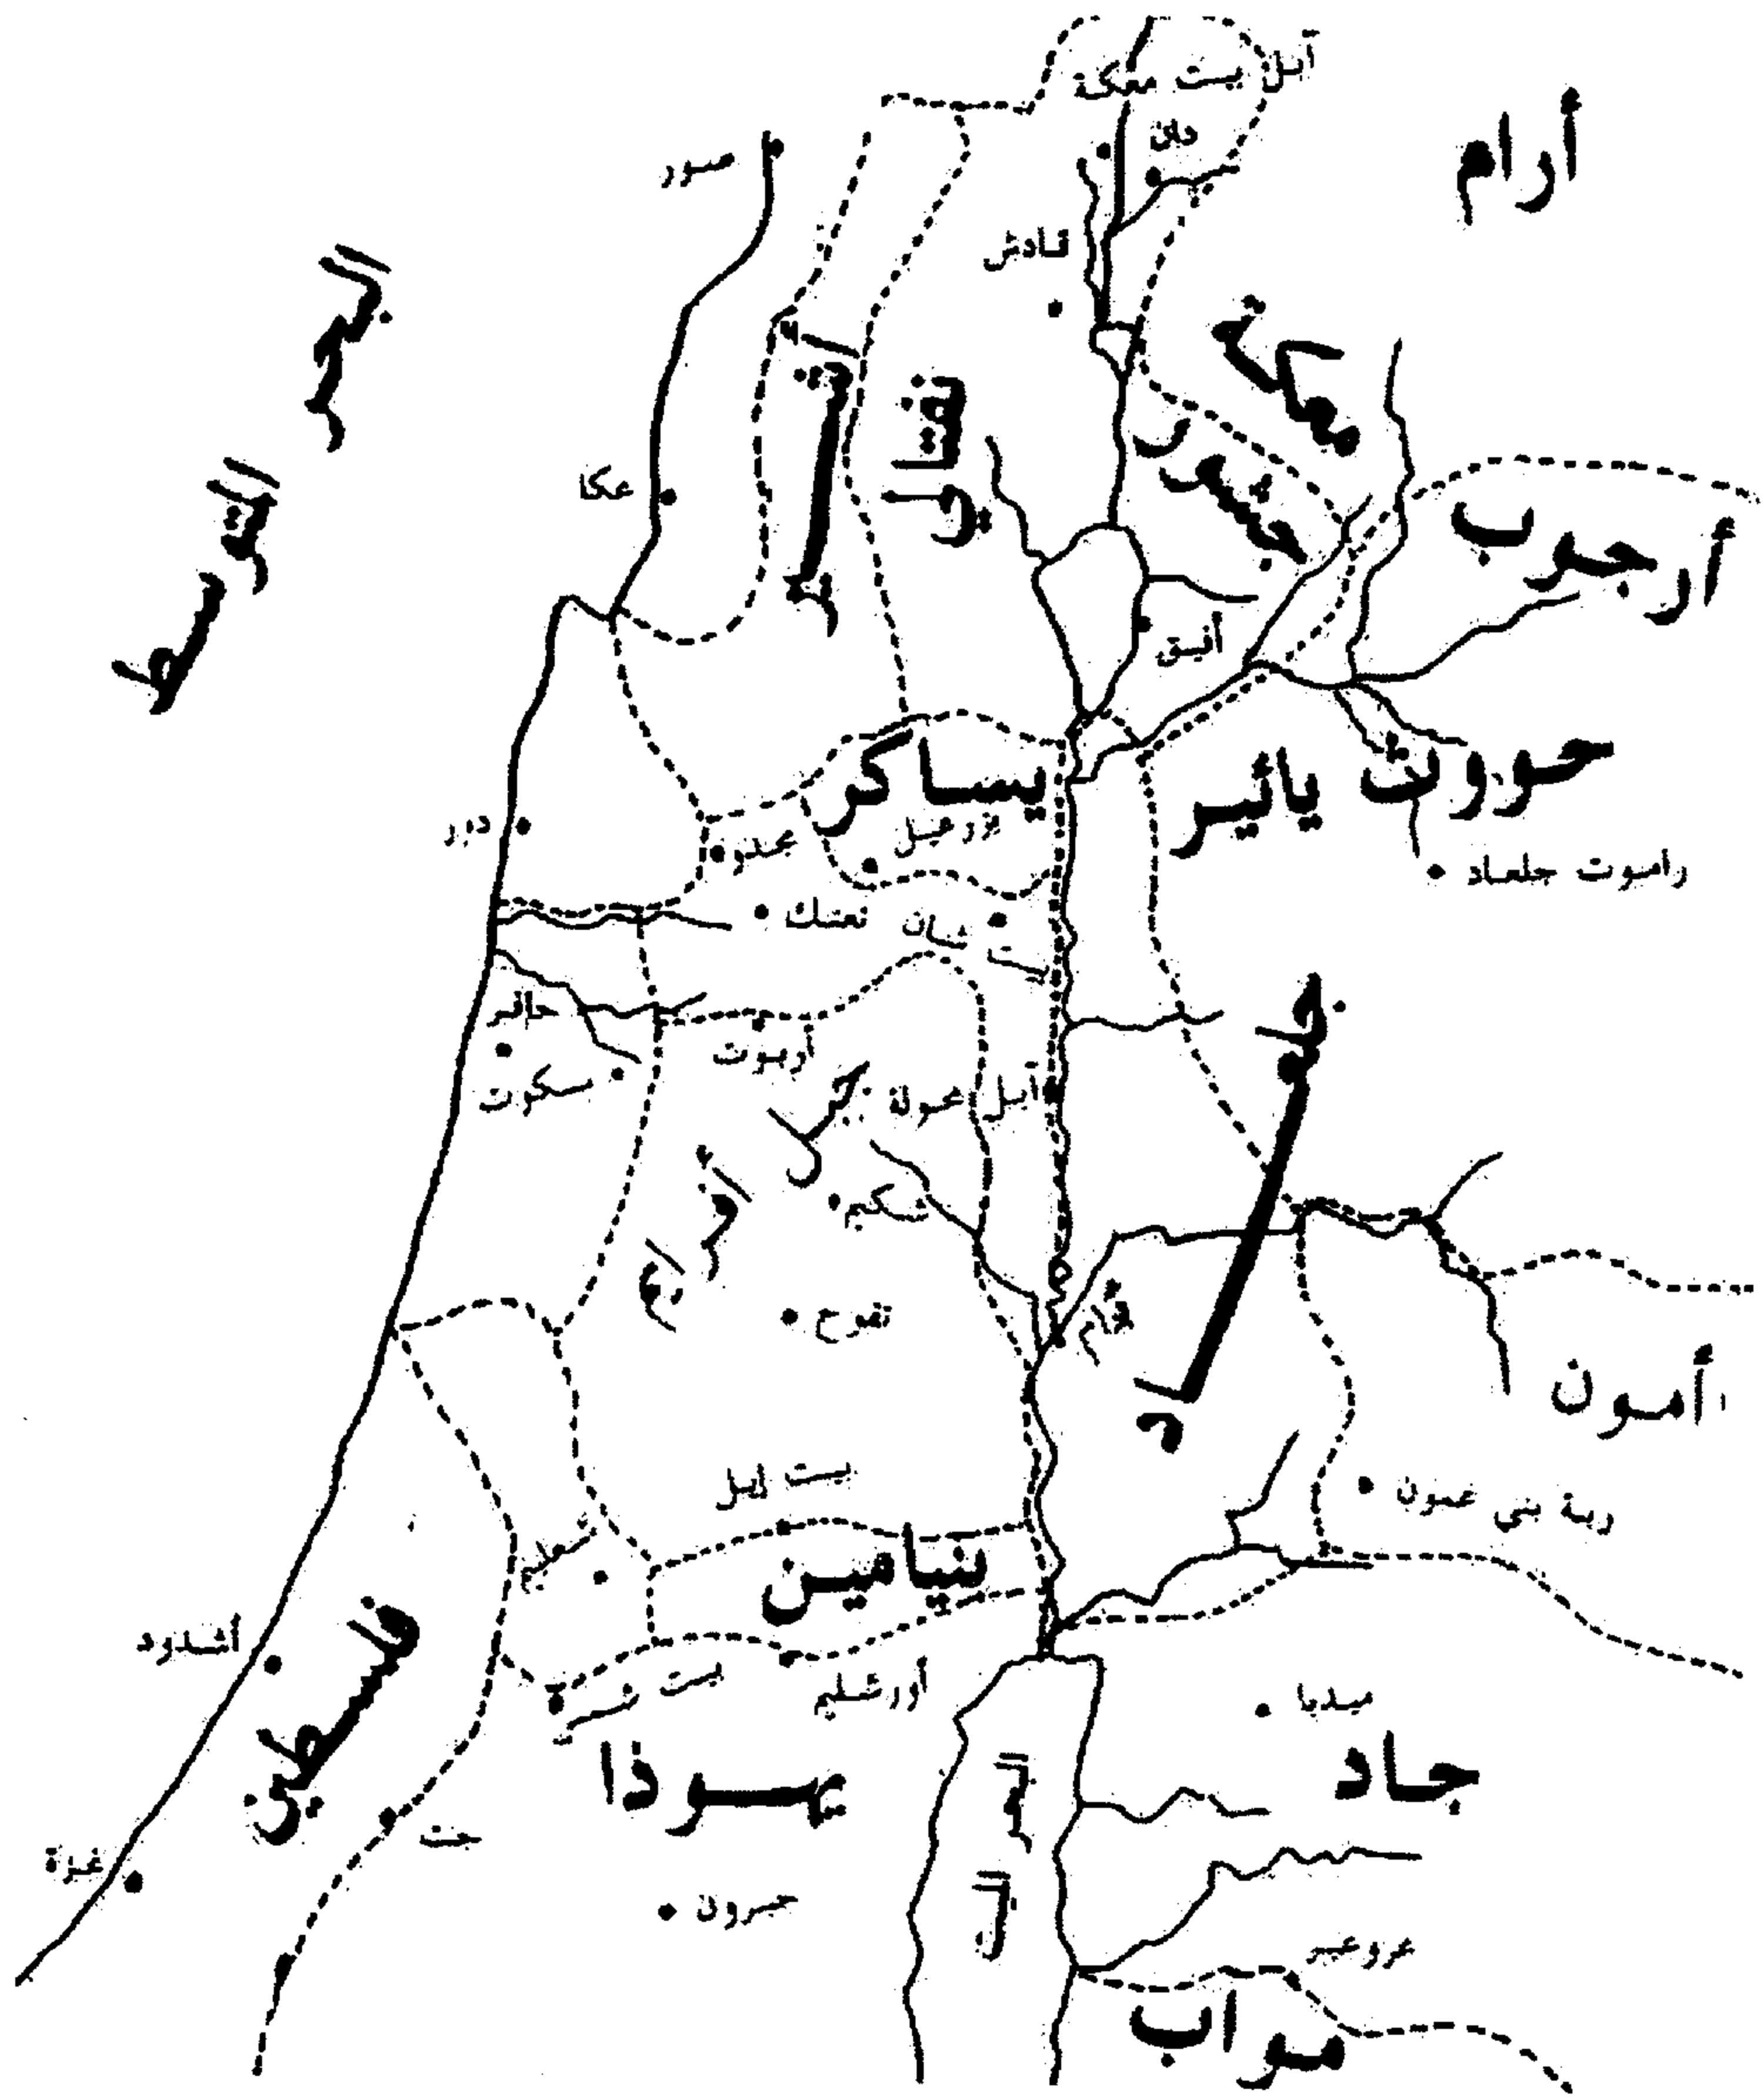 آبل بيت معكة
دان
أرام
صور
قادش
البحر
المتوسط
معكة
أشير
نفتالي
جشور
عكا
أرجوب
أفيق
يساكر
حووث يائير
يزرعيل
دور
مجدو
راموت جلعاد
تعنك
بيت شان
حافر
أربوت
سكوت
آبل محولة
جبل
أفرايم
شكيم
جلعاد
تفوح
أمون
بيت إيل
ربة بني عمون
بنيامين
أشدود
فلسطين
بيت شمس
أورشليم
ميدبا
جاد
يهوذا
جت
غزة
حبرون
عروعير
مواب